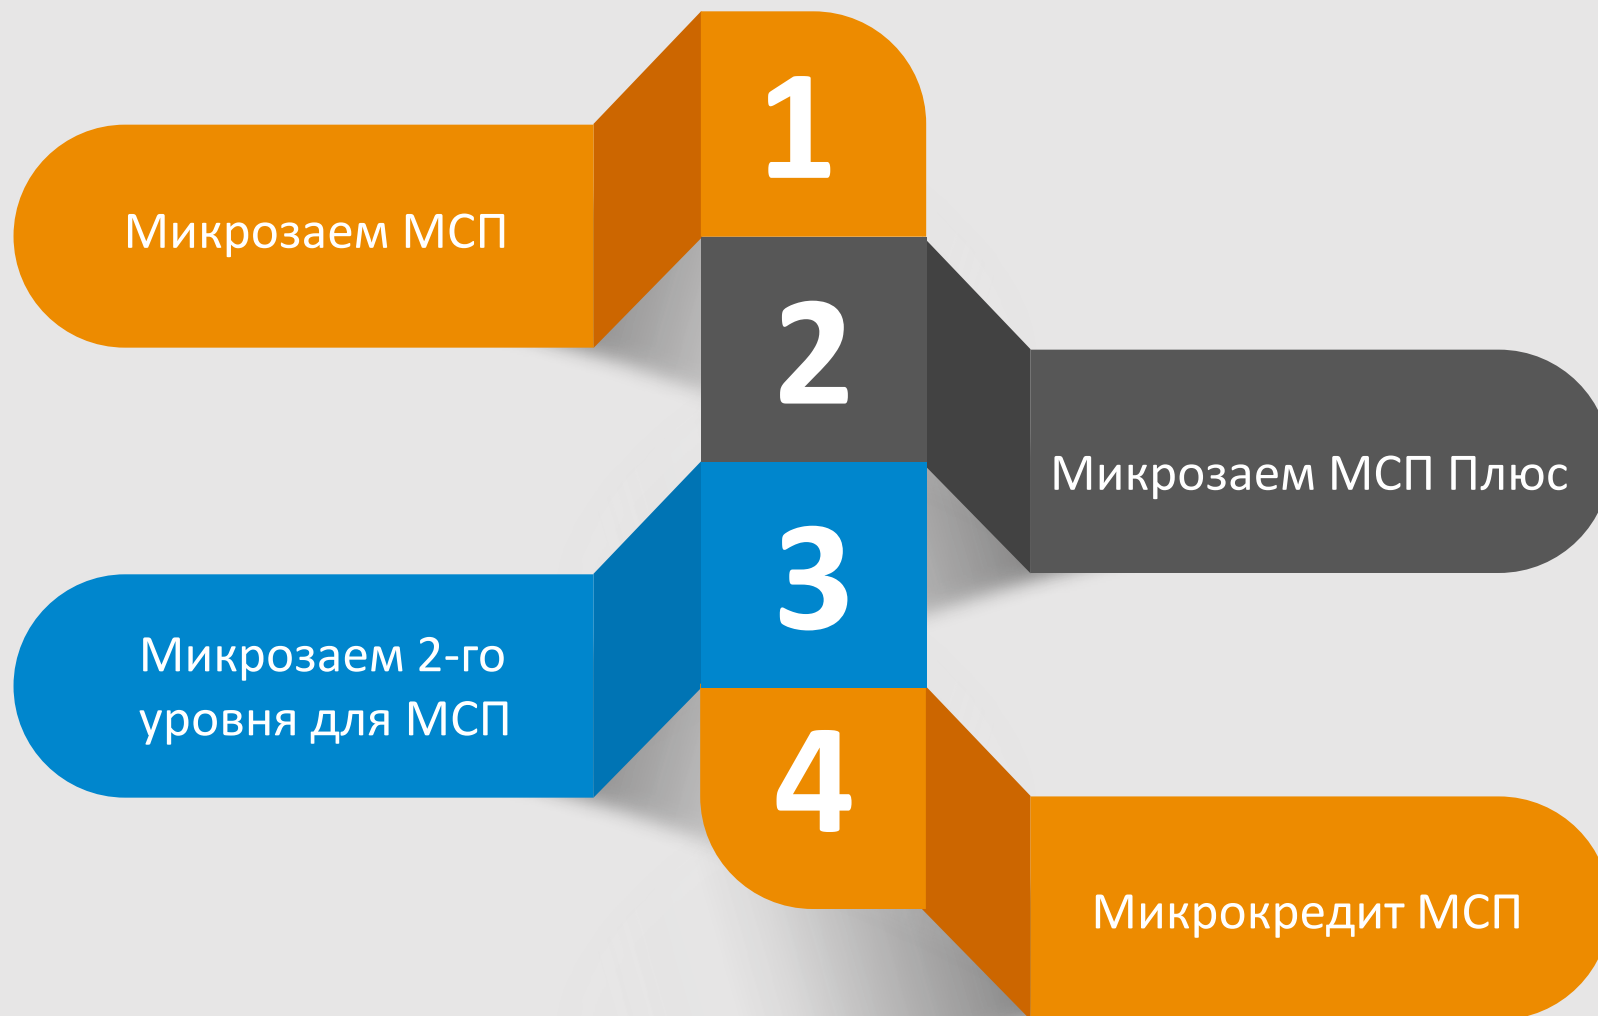 1
Микрозаем МСП
2
Микрозаем МСП Плюс
3
Микрозаем 2-го
уровня для МСП
4
Микрокредит МСП